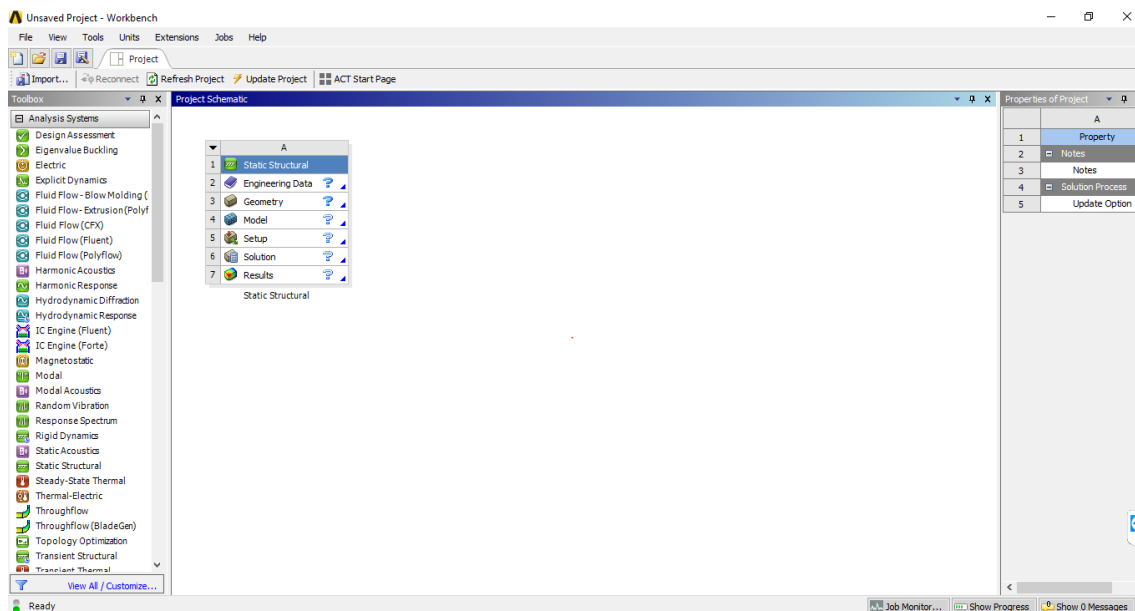 Unsaved Project - Workbench
File View Tools Units Extensions Jobs Help
Project
Import... Reconnect Refresh Project Update Project ACT Start Page
Toolbox
Analysis Systems
Design Assessment
Eigenvalue Buckling
Electric
Explicit Dynamics
Fluid Flow - Blow Molding (
Fluid Flow - Extrusion (Polyf
Fluid Flow (CFX)
Fluid Flow (Fluent)
Fluid Flow (Polyflow)
Harmonic Acoustics
Harmonic Response
Hydrodynamic Diffraction
Hydrodynamic Response
IC Engine (Fluent)
IC Engine (Forte)
Magnetostatic
Modal
Modal Acoustics
Random Vibration
Response Spectrum
Rigid Dynamics
Static Acoustics
Static Structural
Steady-State Thermal
Thermal-Electric
Throughflow
Throughflow (BladeGen)
Topology Optimization
Transient Structural
Transient Thermal
View All / Customize...
Project Schematic
A
1 Static Structural
2 Engineering Data ?
3 Geometry ?
4 Model ?
5 Setup ?
6 Solution ?
7 Results ?
Static Structural
Properties of Project
A
1 Property
2 Notes
3 Notes
4 Solution Process
5 Update Option
Ready
Job Monitor... Show Progress Show 0 Messages